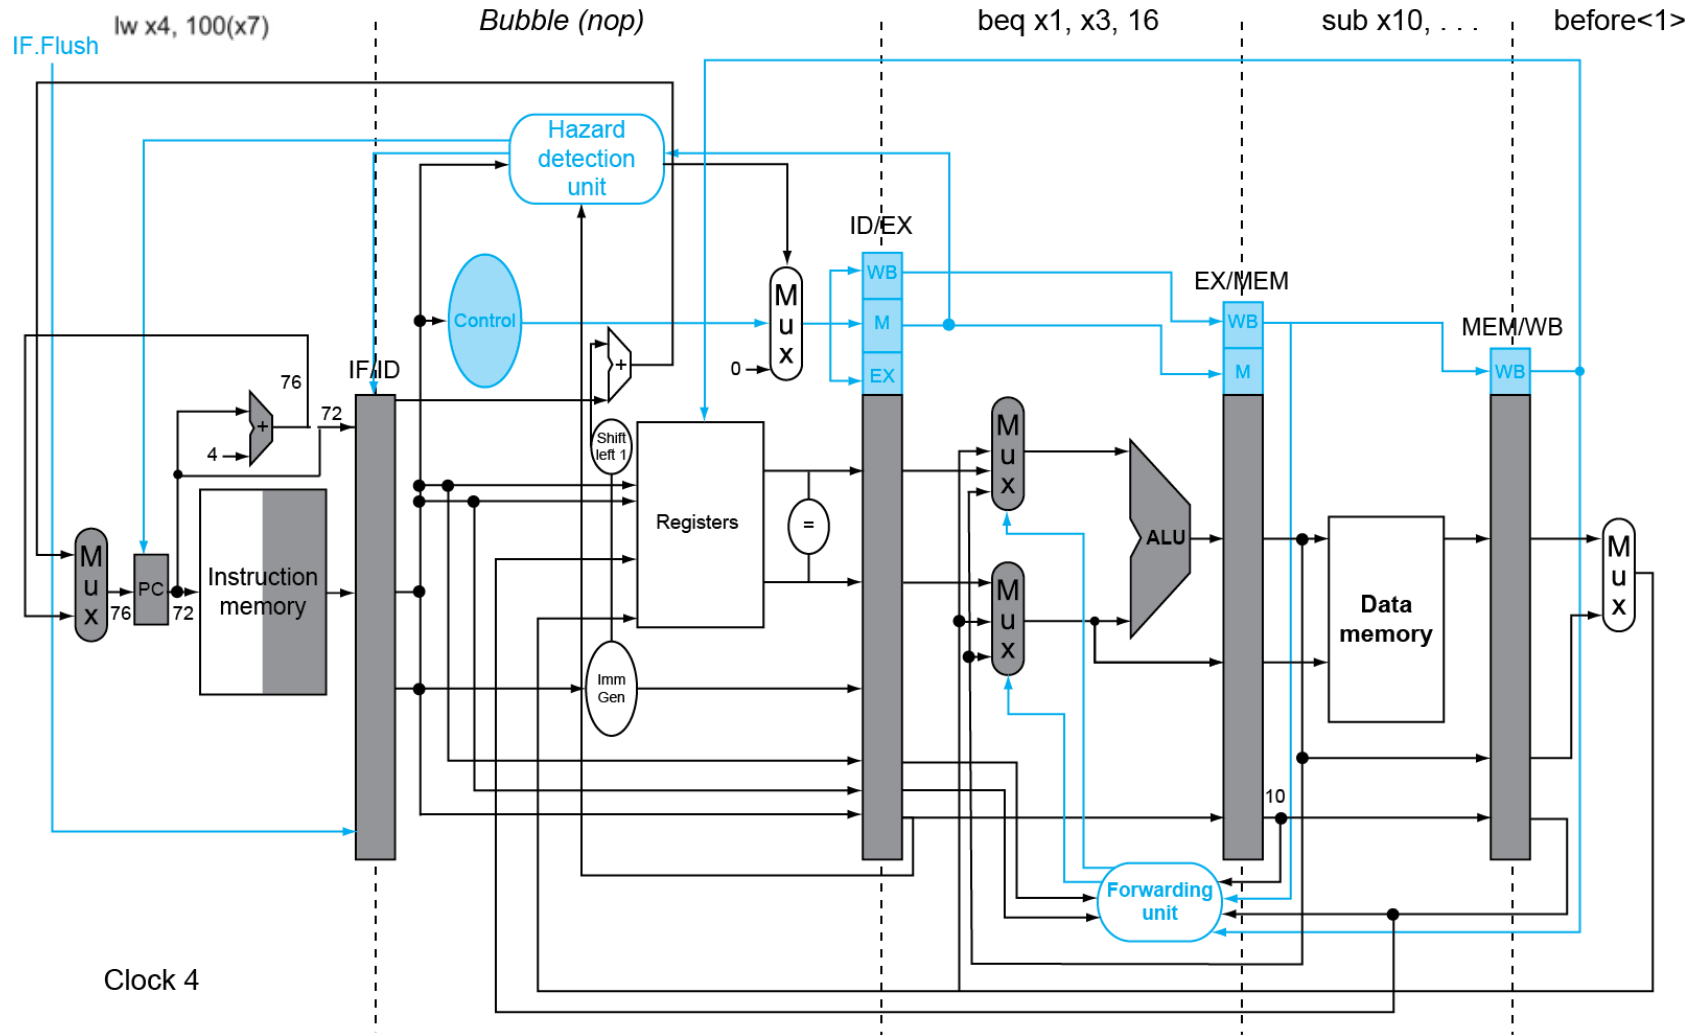 lw x4, 100(x7)
Bubble (nop)
beq x1, x3, 16
sub x10, . . .
before<1>
IF.Flush
Hazard
detection
unit
ID/EX
WB
M
EX
Control
M
u
x
0
EX/MEM
WB
M
MEM/WB
WB
IF/ID
+
76
72
+
4
Shift
left 1
M
u
x
Registers
=
ALU
M
u
x
PC
76
72
Instruction
memory
M
u
x
Data
memory
M
u
x
Imm
Gen
10
Forwarding
unit
Clock 4